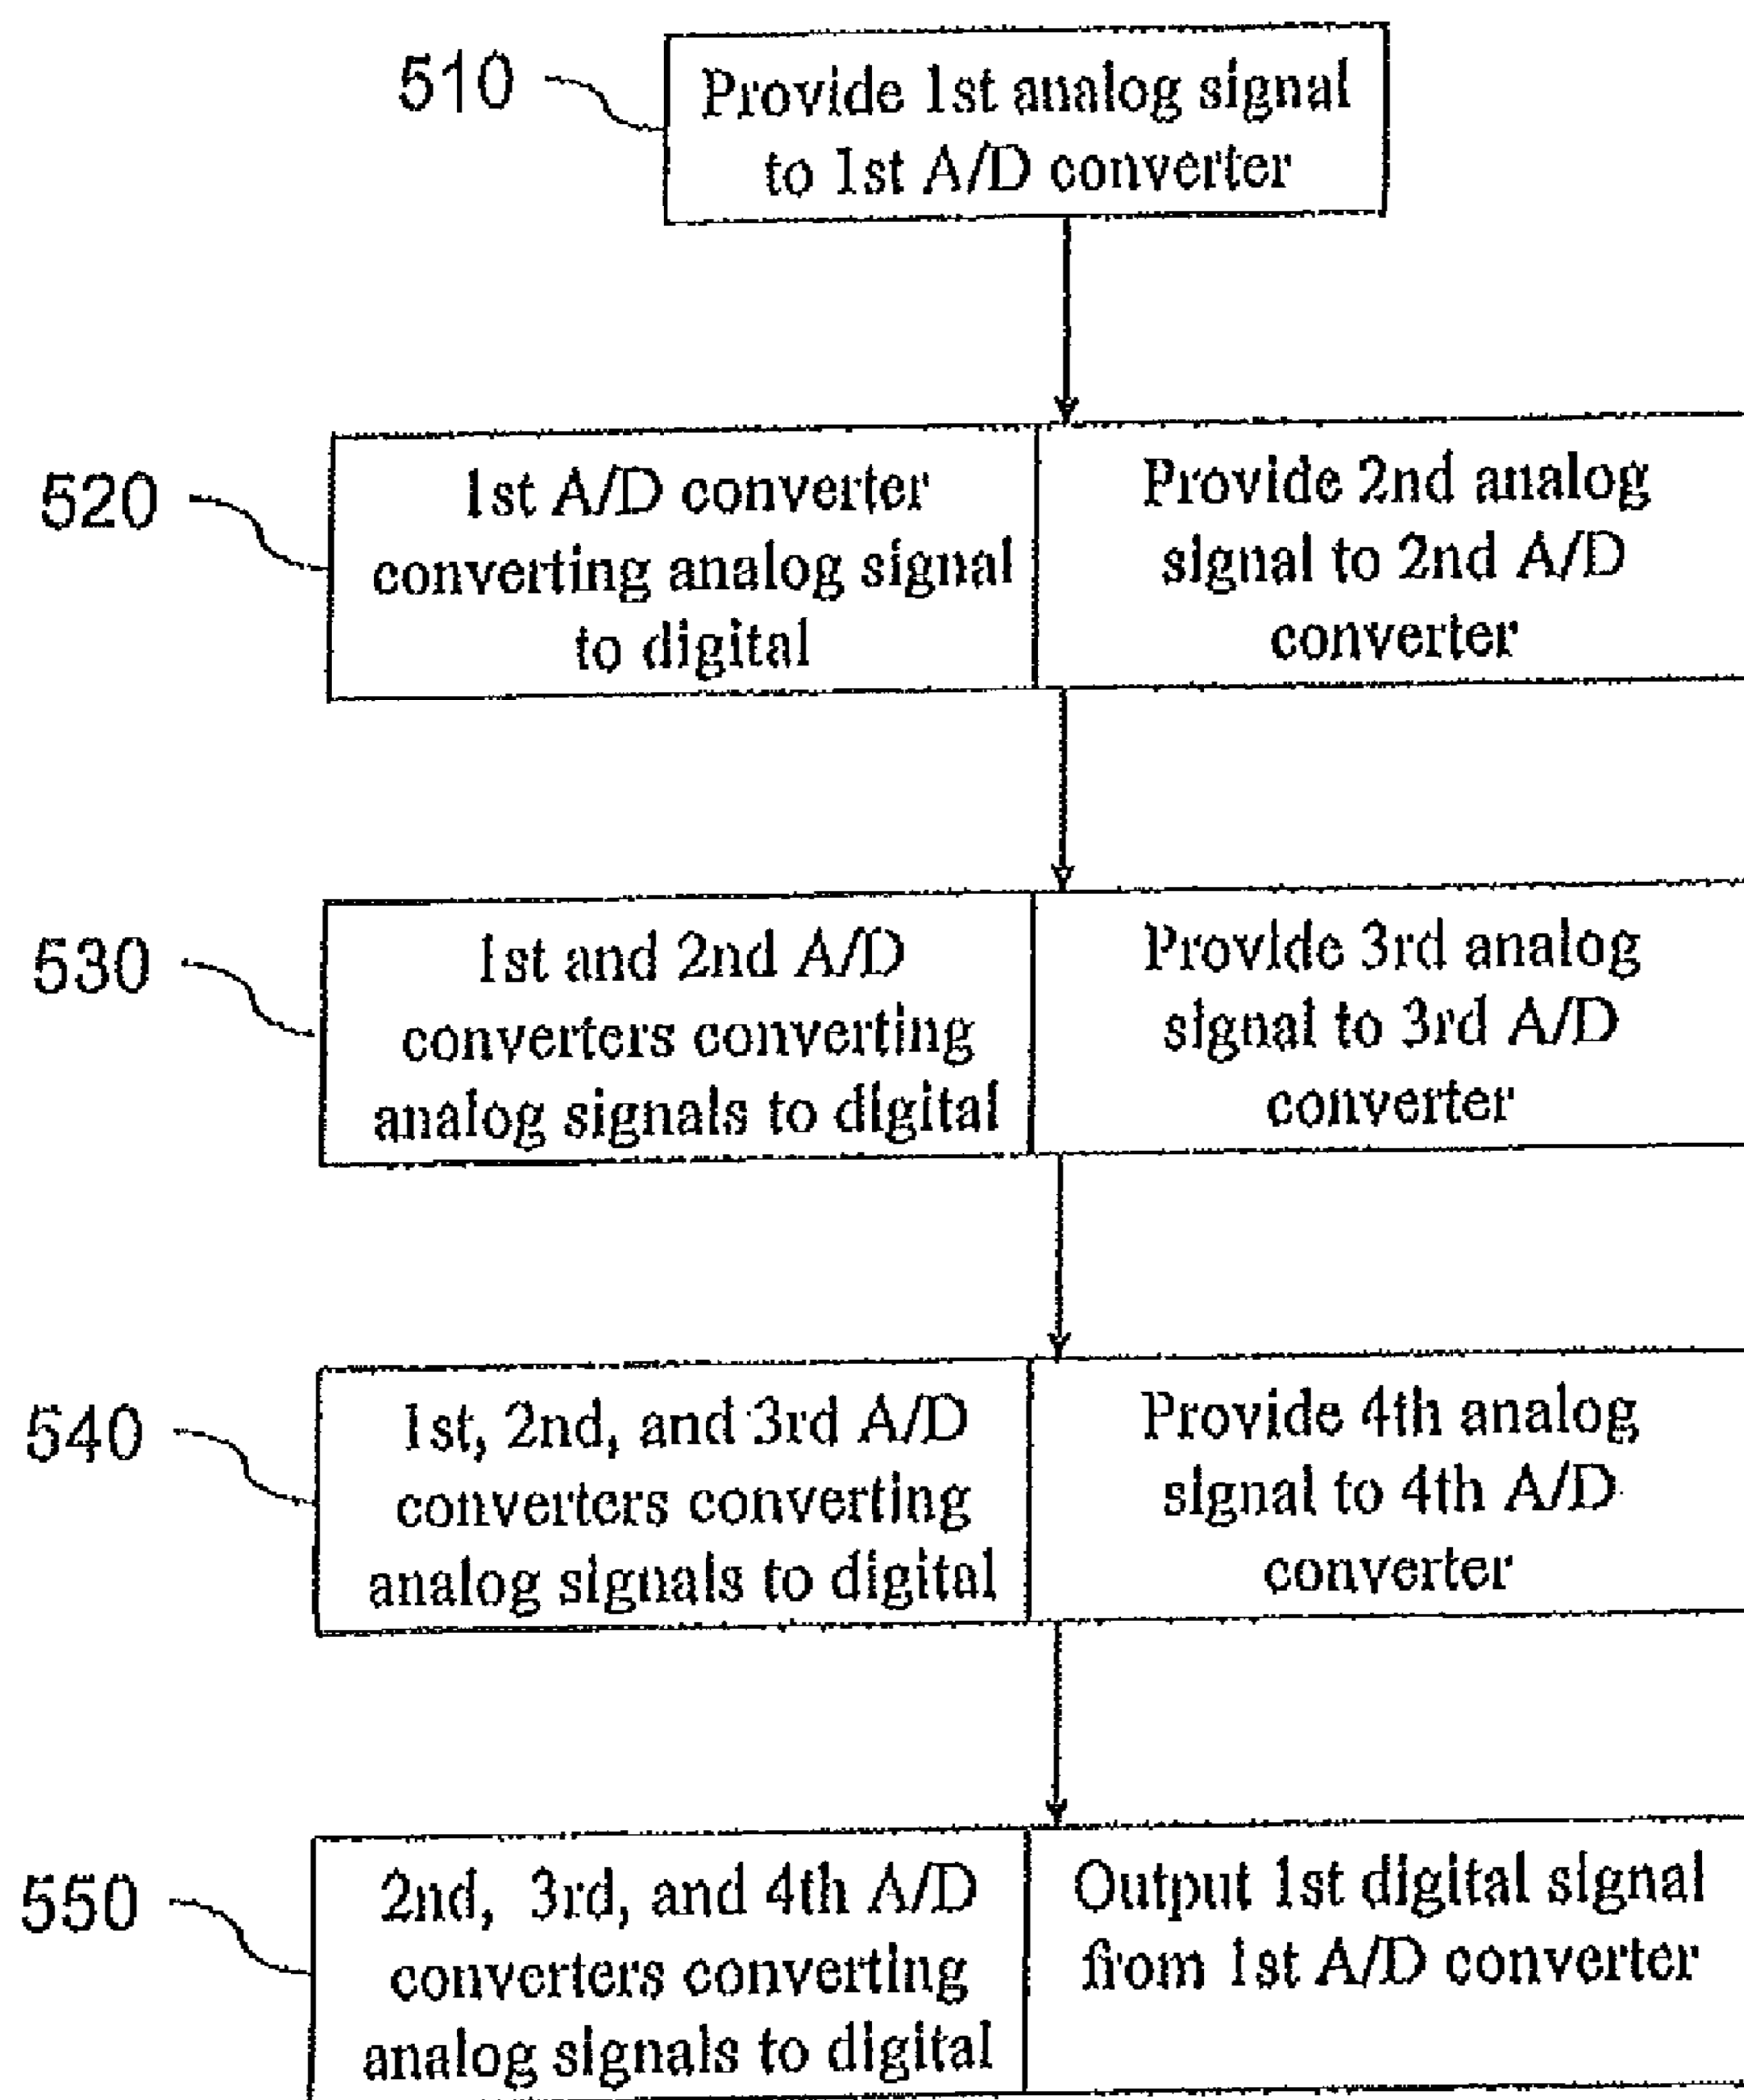 510
Provide 1st analog signal
to 1st A/D converter
520
1st A/D converter
converting analog signal
to digital
Provide 2nd analog
signal to 2nd A/D
converter
530
1st and 2nd A/D
converters converting
analog signals to digital
Provide 3rd analog
signal to 3rd A/D
converter
540
1st, 2nd, and 3rd A/D
converters converting
analog signals to digital
Provide 4th analog
signal to 4th A/D
converter
550
2nd, 3rd, and 4th A/D
converters converting
analog signals to digital
Output 1st digital signal
from 1st A/D converter